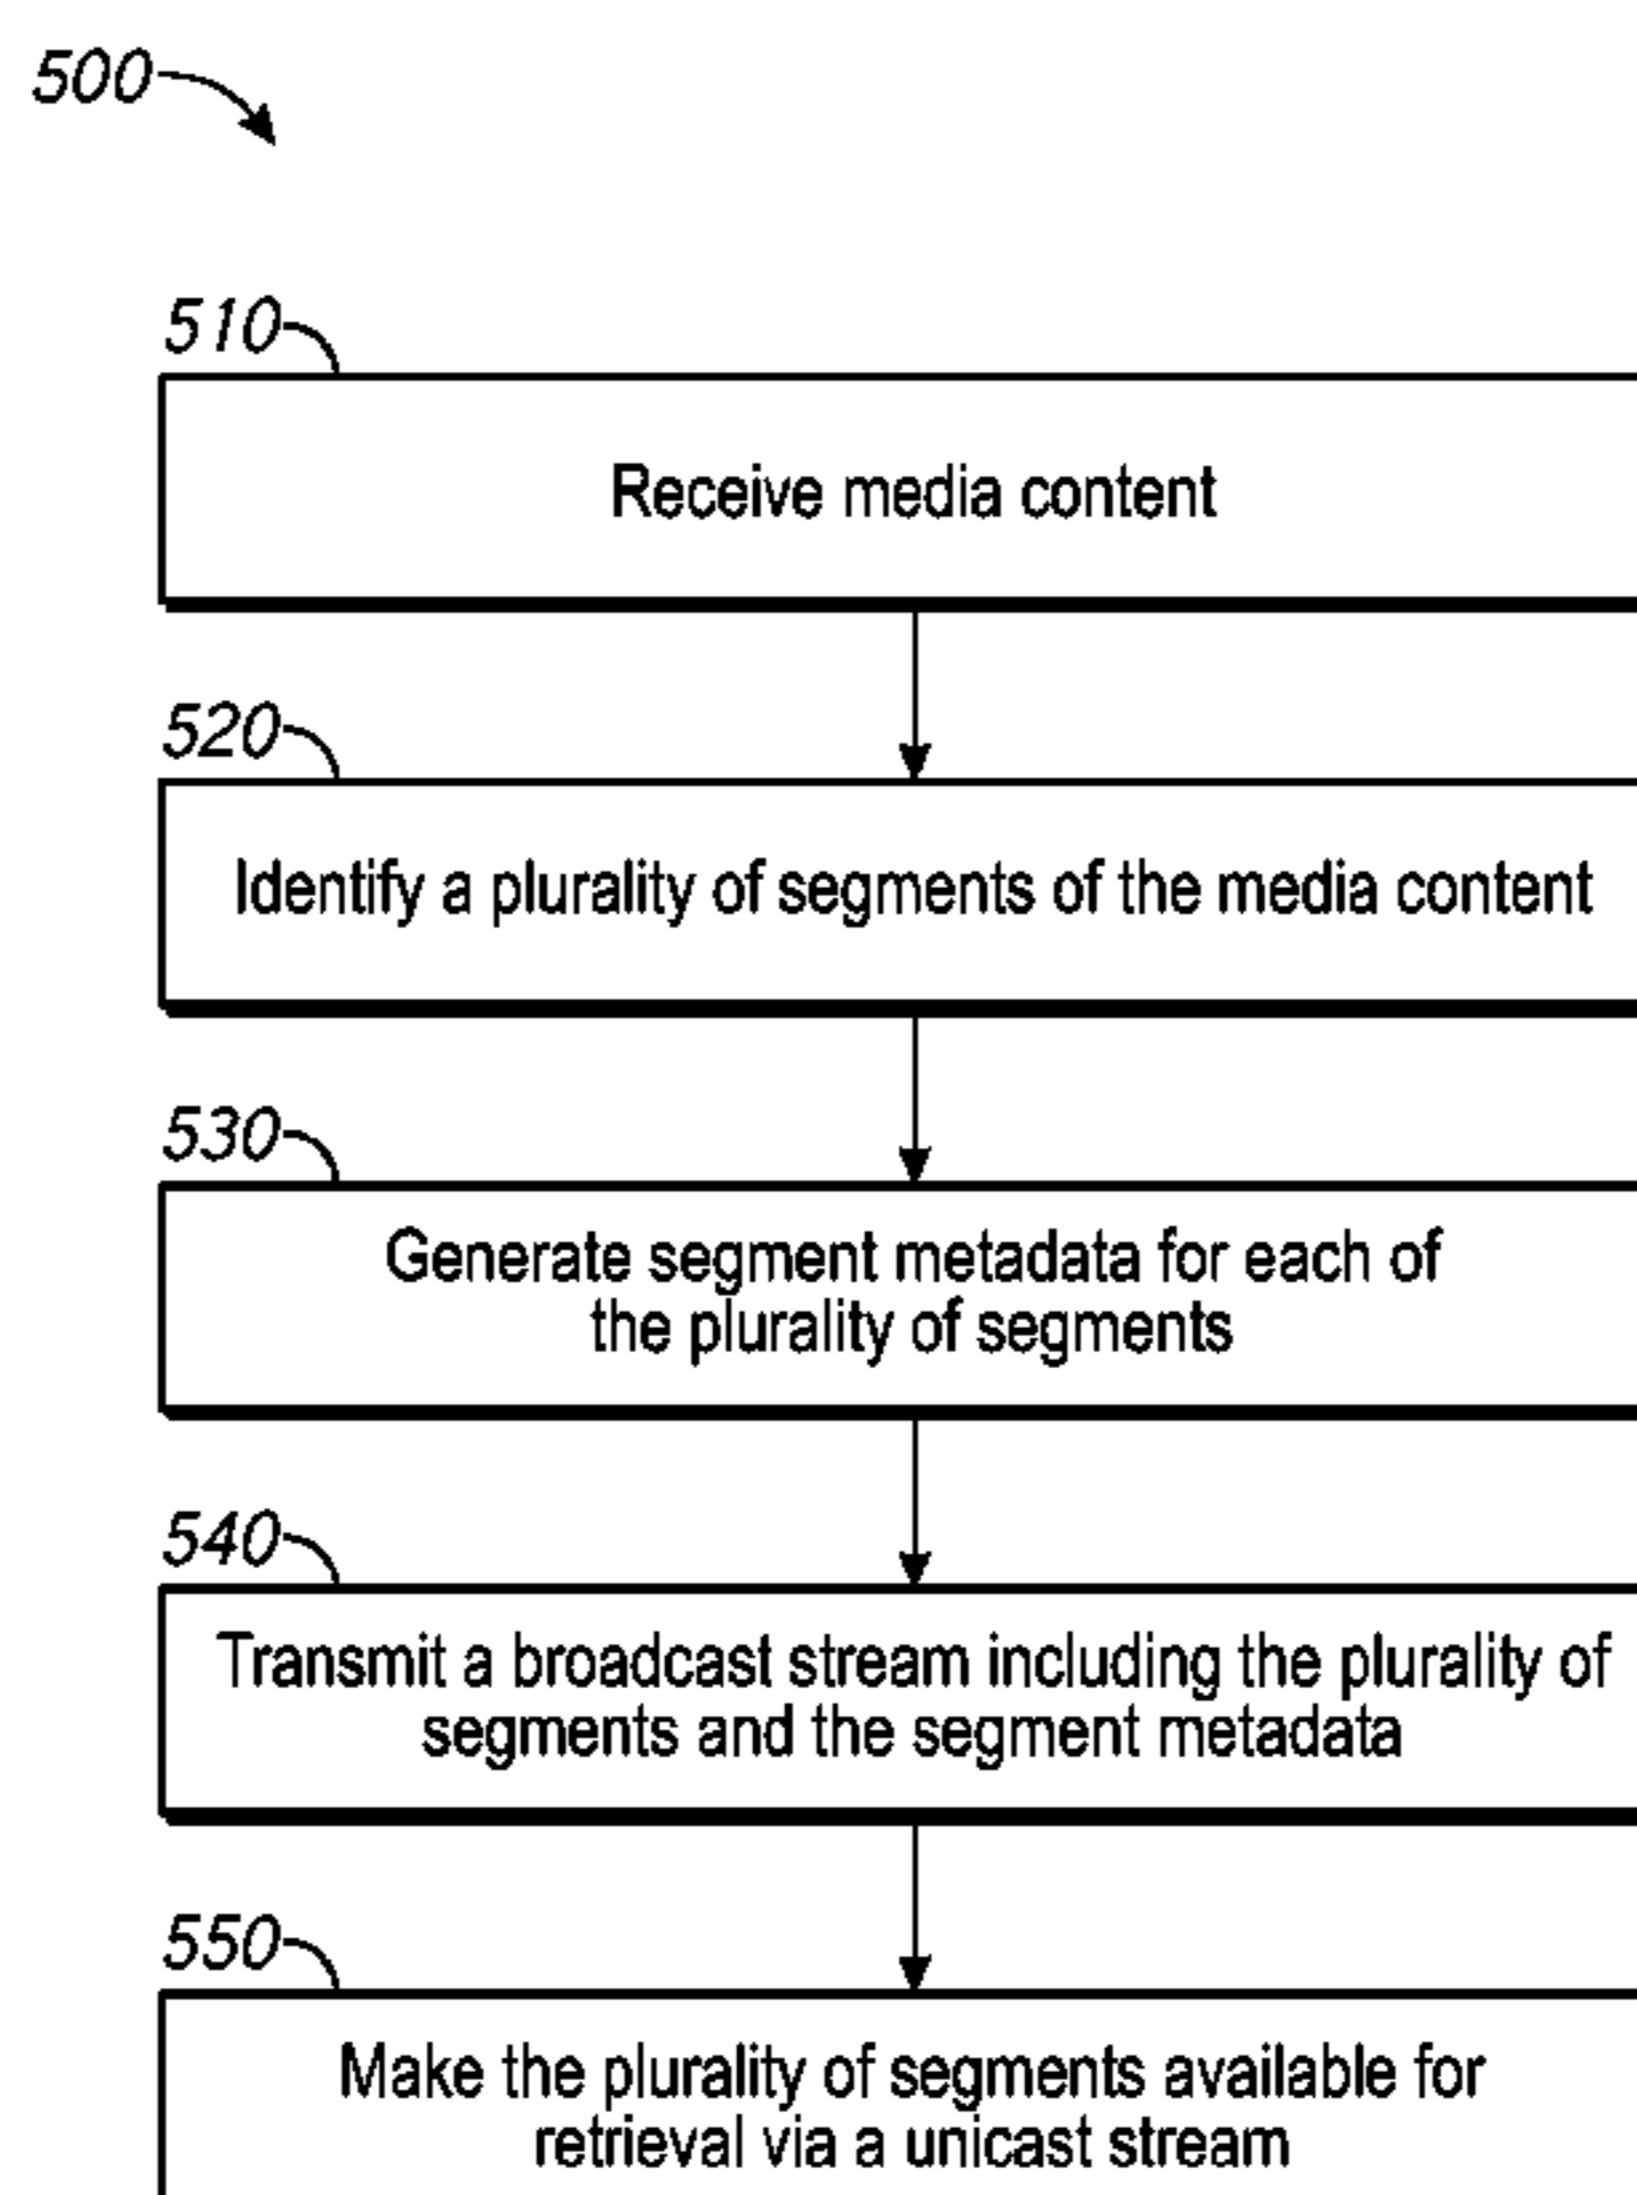 500
510
Receive media content
520
Identify a plurality of segments of the media content
530
Generate segment metadata for each of
the plurality of segments
540
Transmit a broadcast stream including the plurality of
segments and the segment metadata
550
Make the plurality of segments available for
retrieval via a unicast stream